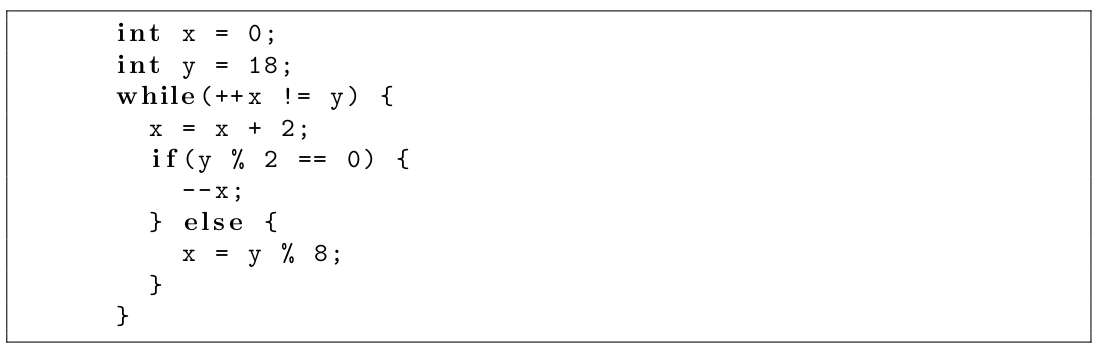 int x = 0;
int y = 18;
while(++x != y) {
  x = x + 2;
  if(y % 2 == 0) {
    --x;
  } else {
    x = y % 8;
  }
}